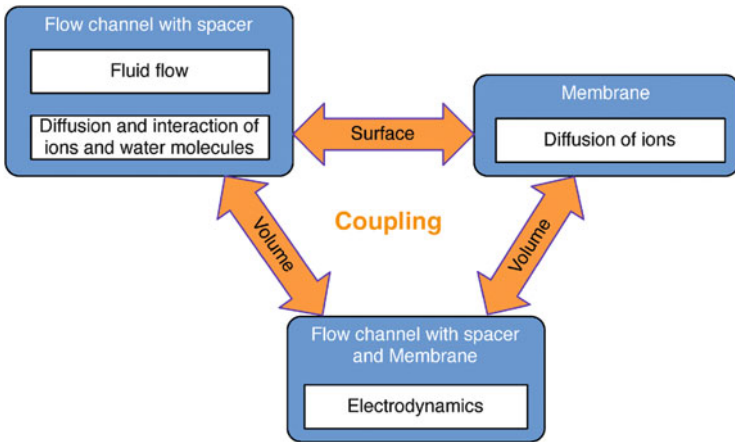 Flow channel with spacer
Fluid flow
Diffusion and interaction of
ions and water molecules
Surface
Membrane
Diffusion of ions
Volume
Coupling
Volume
Flow channel with spacer
and Membrane
Electrodynamics